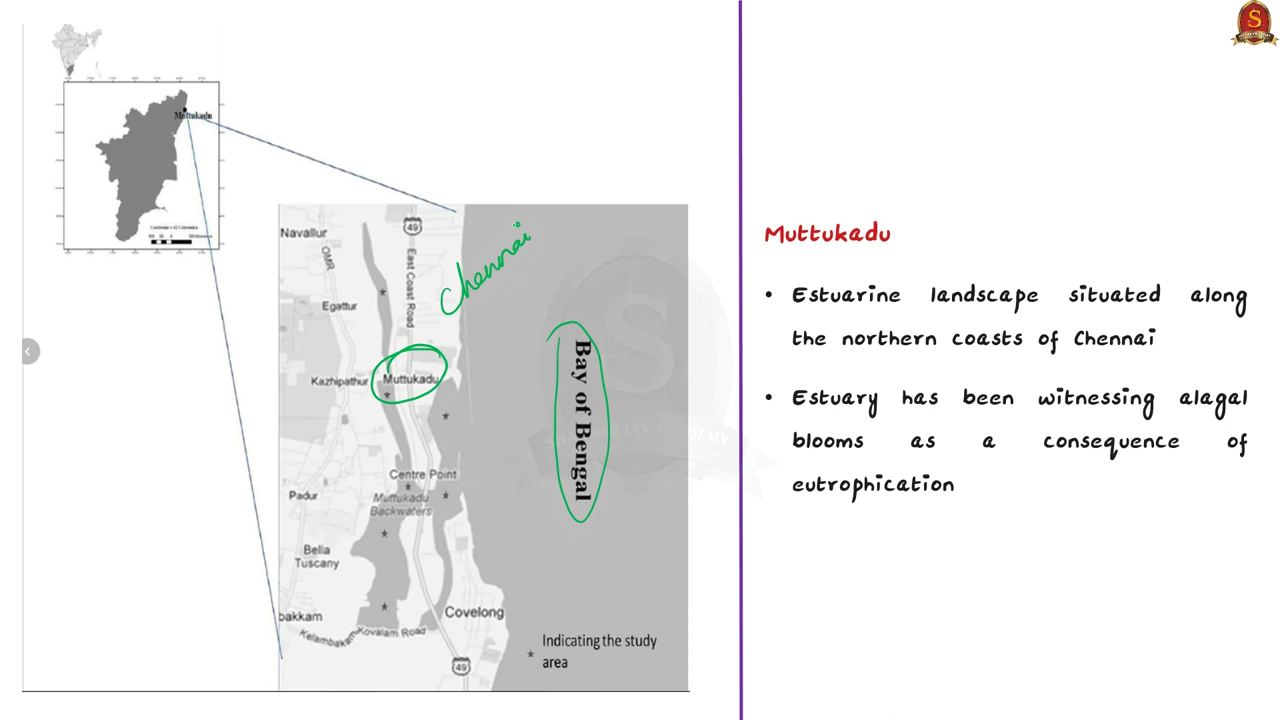 Muttukadu
Navallur
49
OMR
East Coast Road
Chennai
Egattur
Kazhipathur
Muttukadu
Bay of Bengal
Centre Point
Padur
Muttukadu
Backwaters
Bella
Tuscany
bakkam
Kelambakam
Kovalam Road
Covelong
49
* Indicating the study
area
Muttukadu
• Estuarine landscape situated along
the northern coasts of Chennai
• Estuary has been witnessing alagal
blooms as a consequence of
eutrophication